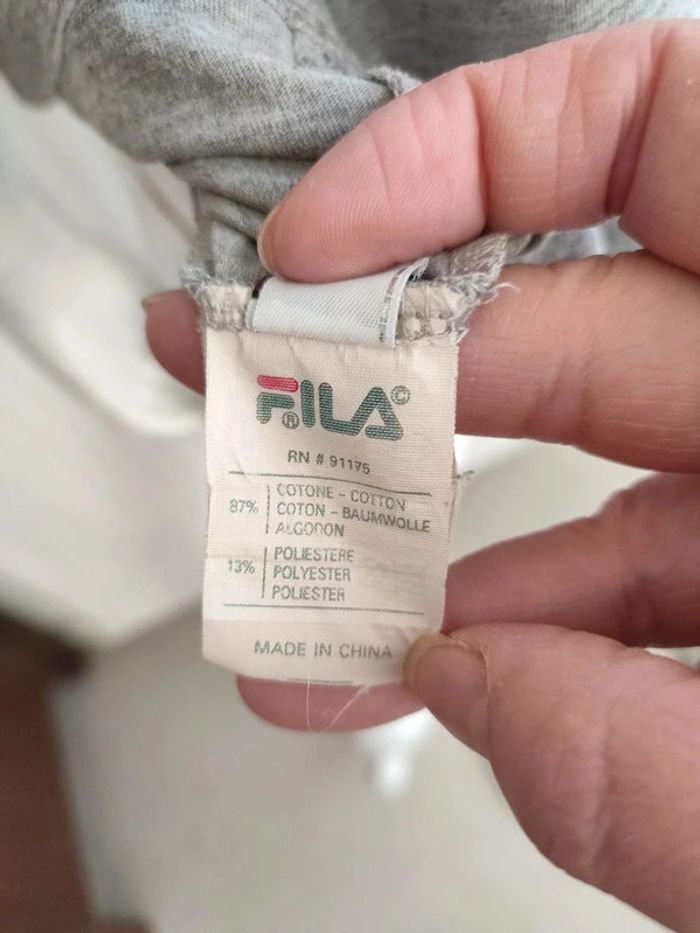 FILA©
®
RN # 91175
87% COTONE - COTTON
COTON - BAUMWOLLE
ALGODON
13% POLIESTERE
POLYESTER
POLIESTER
MADE IN CHINA